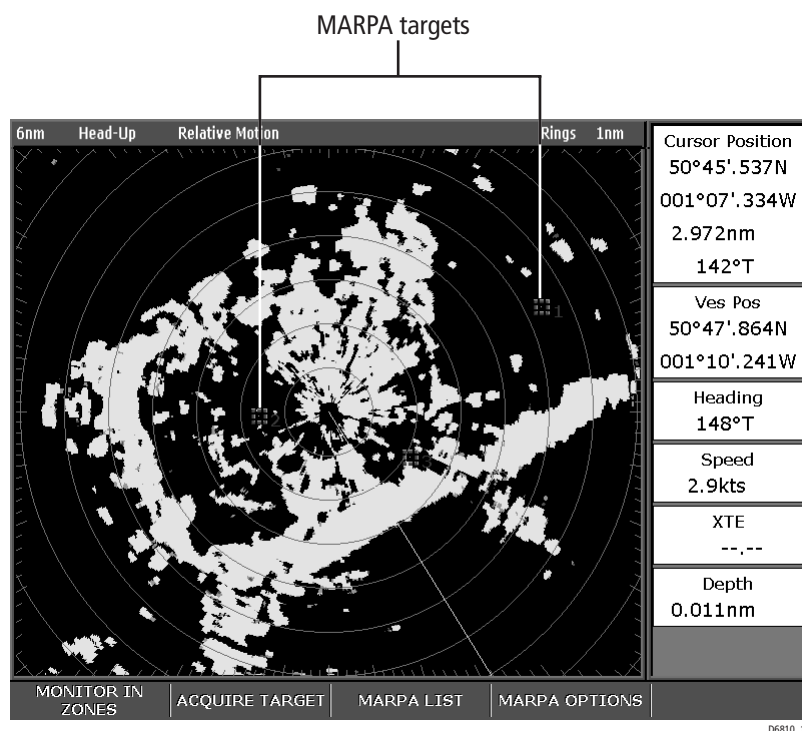 MARPA targets
6nm Head-Up Relative Motion Rings 1nm
Cursor Position
50°45'.537N
001°07'.334W
2.972nm
142°T
Ves Pos
50°47'.864N
001°10'.241W
Heading
148°T
Speed
2.9kts
XTE
--.--
Depth
0.011nm
1
2
3
MONITOR IN
ZONES
ACQUIRE TARGET
MARPA LIST
MARPA OPTIONS